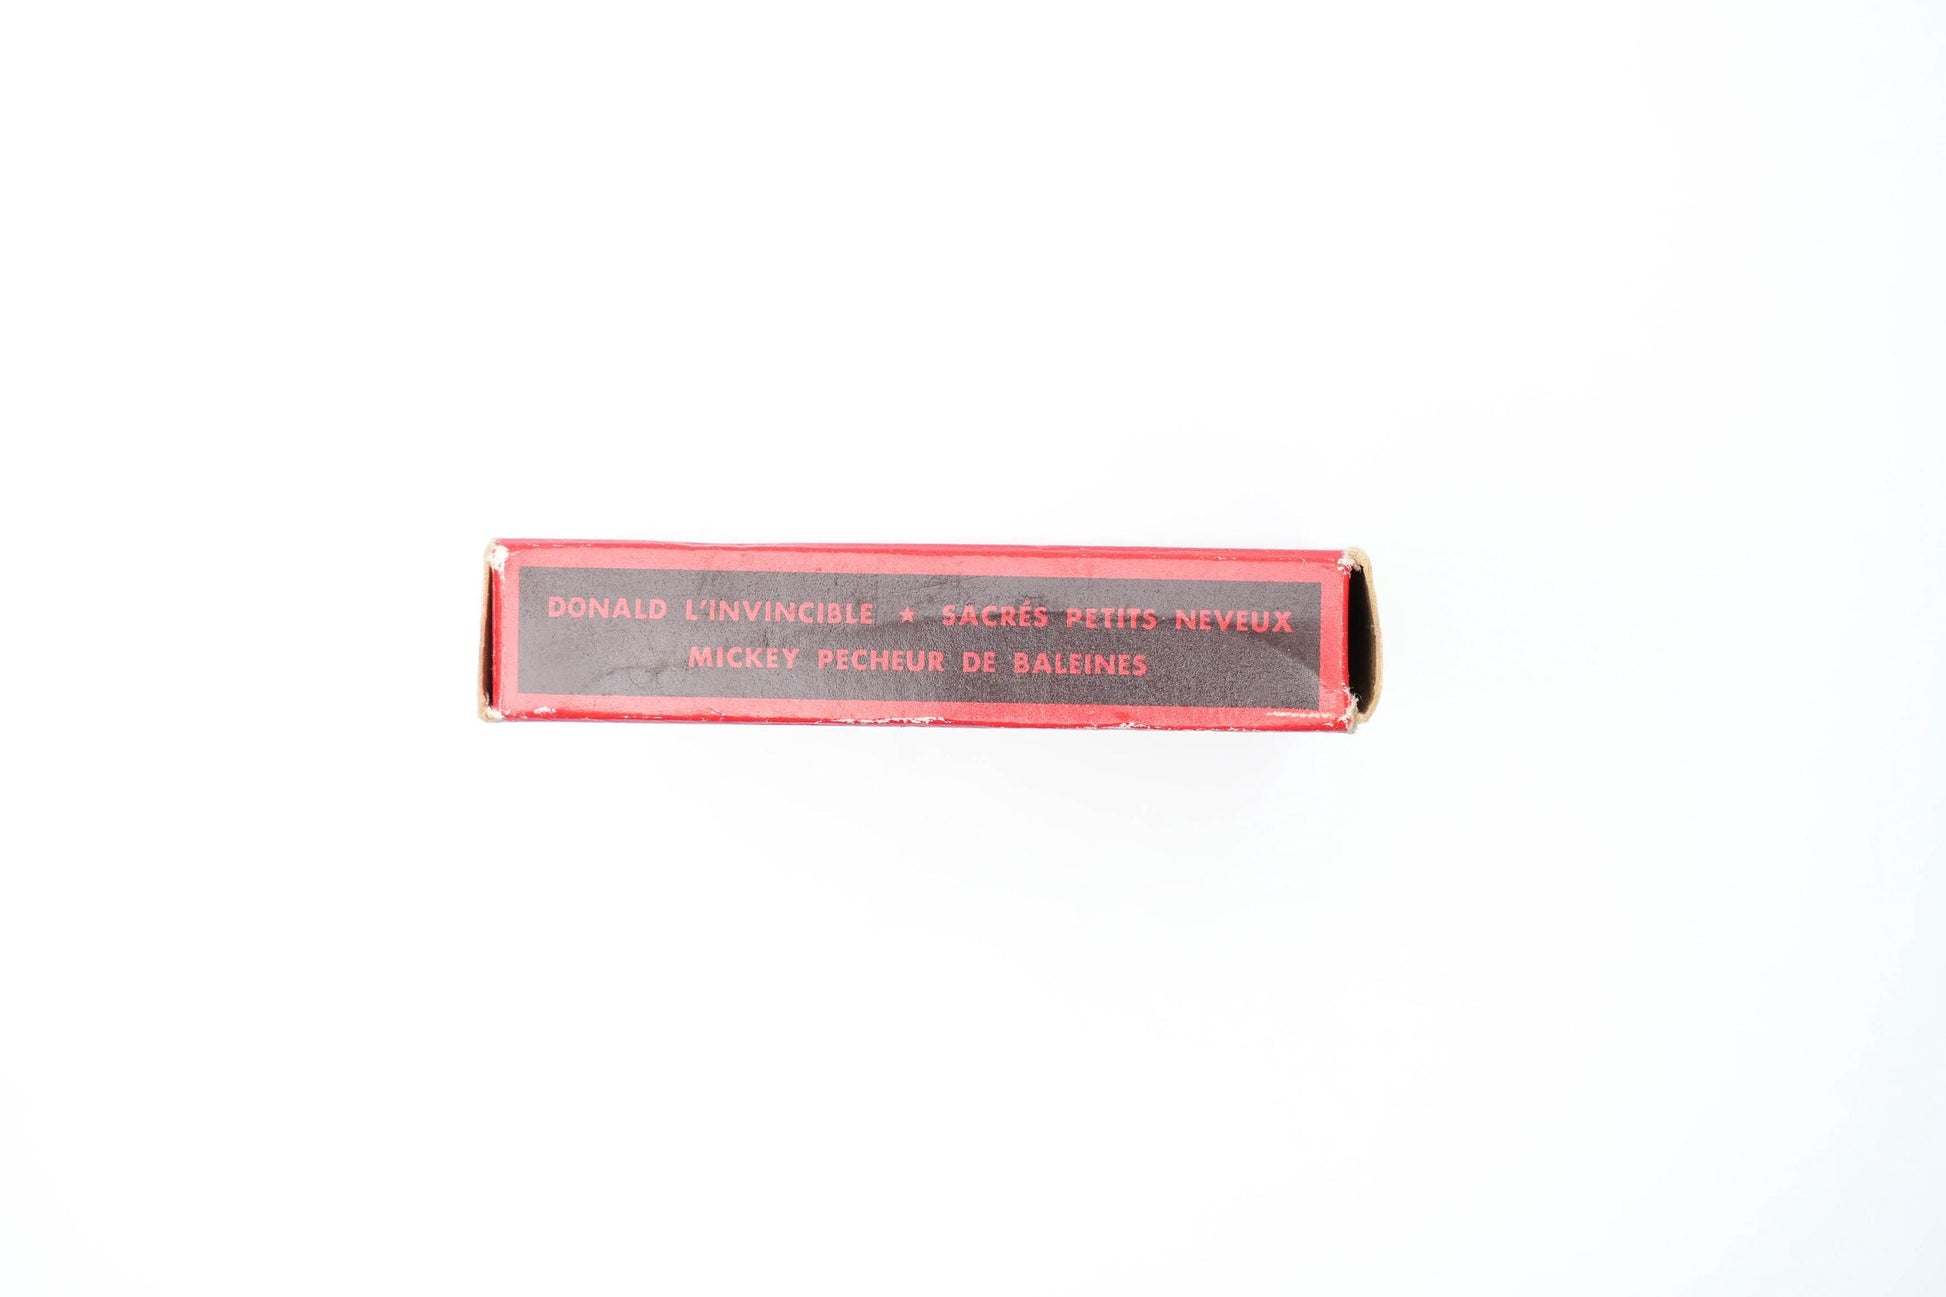 DONALD L'INVINCIBLE ★ SACRÉS PETITS NEVEUX
MICKEY PECHEUR DE BALEINES